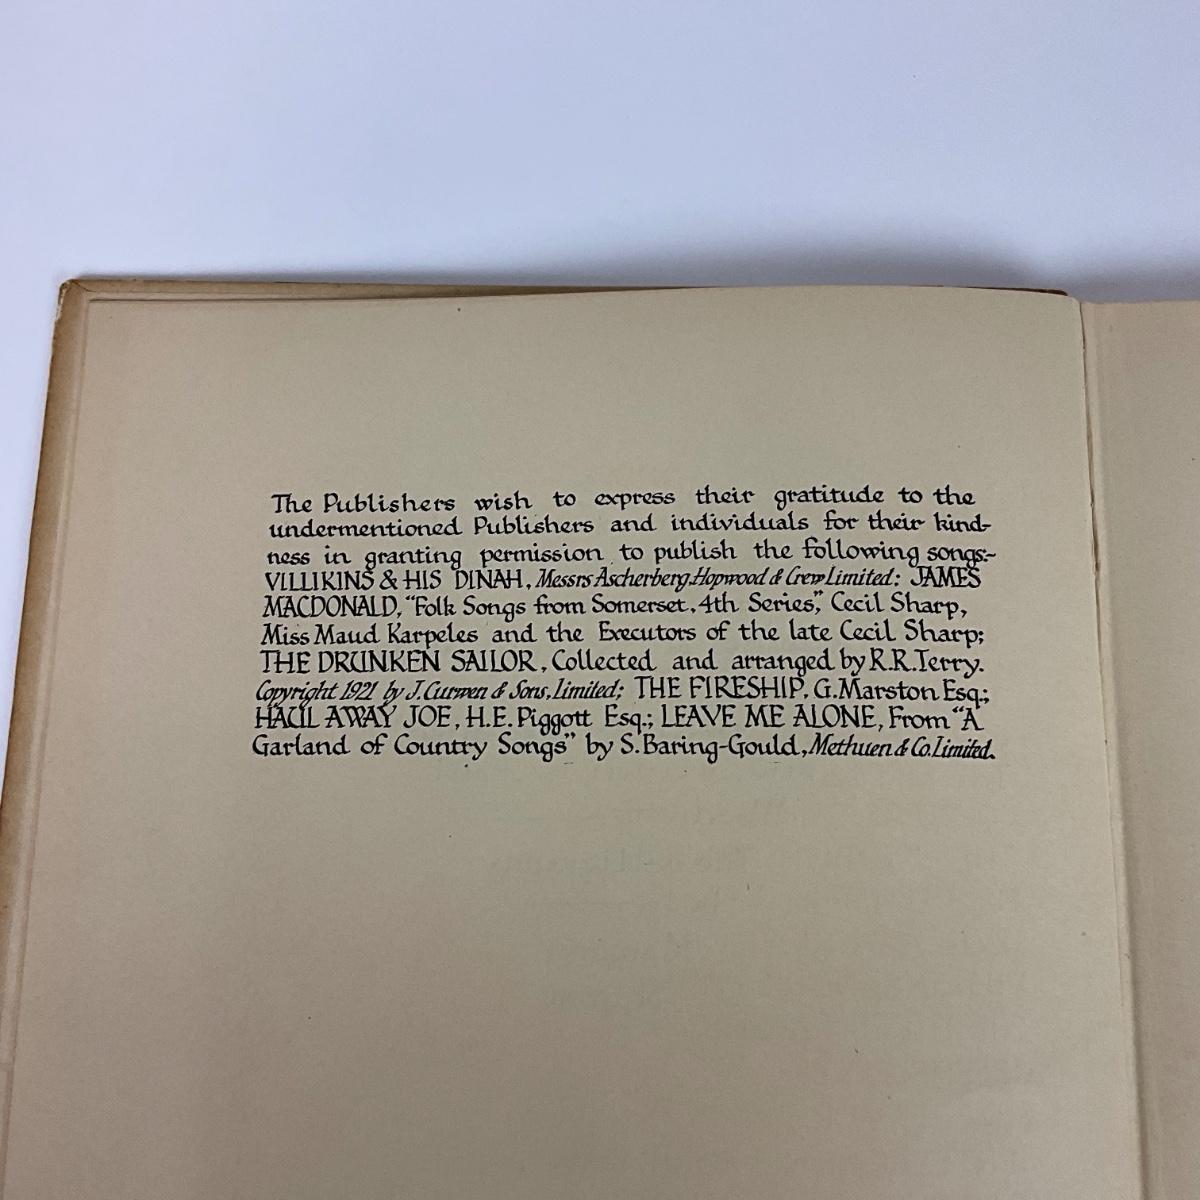 The Publishers wish to express their gratitude to the
undermentioned Publishers and individuals for their kind-
ness in granting permission to publish the following songs:-
VILLIKINS & HIS DINAH, Messrs Ascherberg, Hopwood & Crew Limited; JAMES
MACDONALD, "Folk Songs from Somerset, 4th Series", Cecil Sharp,
Miss Maud Karpeles and the Executors of the late Cecil Sharp;
THE DRUNKEN SAILOR, Collected and arranged by R.R.Terry.
Copyright 1921 by J. Curwen & Sons, Limited; THE FIRESHIP, G. Marston Esq.;
HAUL AWAY JOE, H.E. Piggott Esq.; LEAVE ME ALONE, From "A
Garland of Country Songs" by S. Baring-Gould, Methuen & Co. Limited.